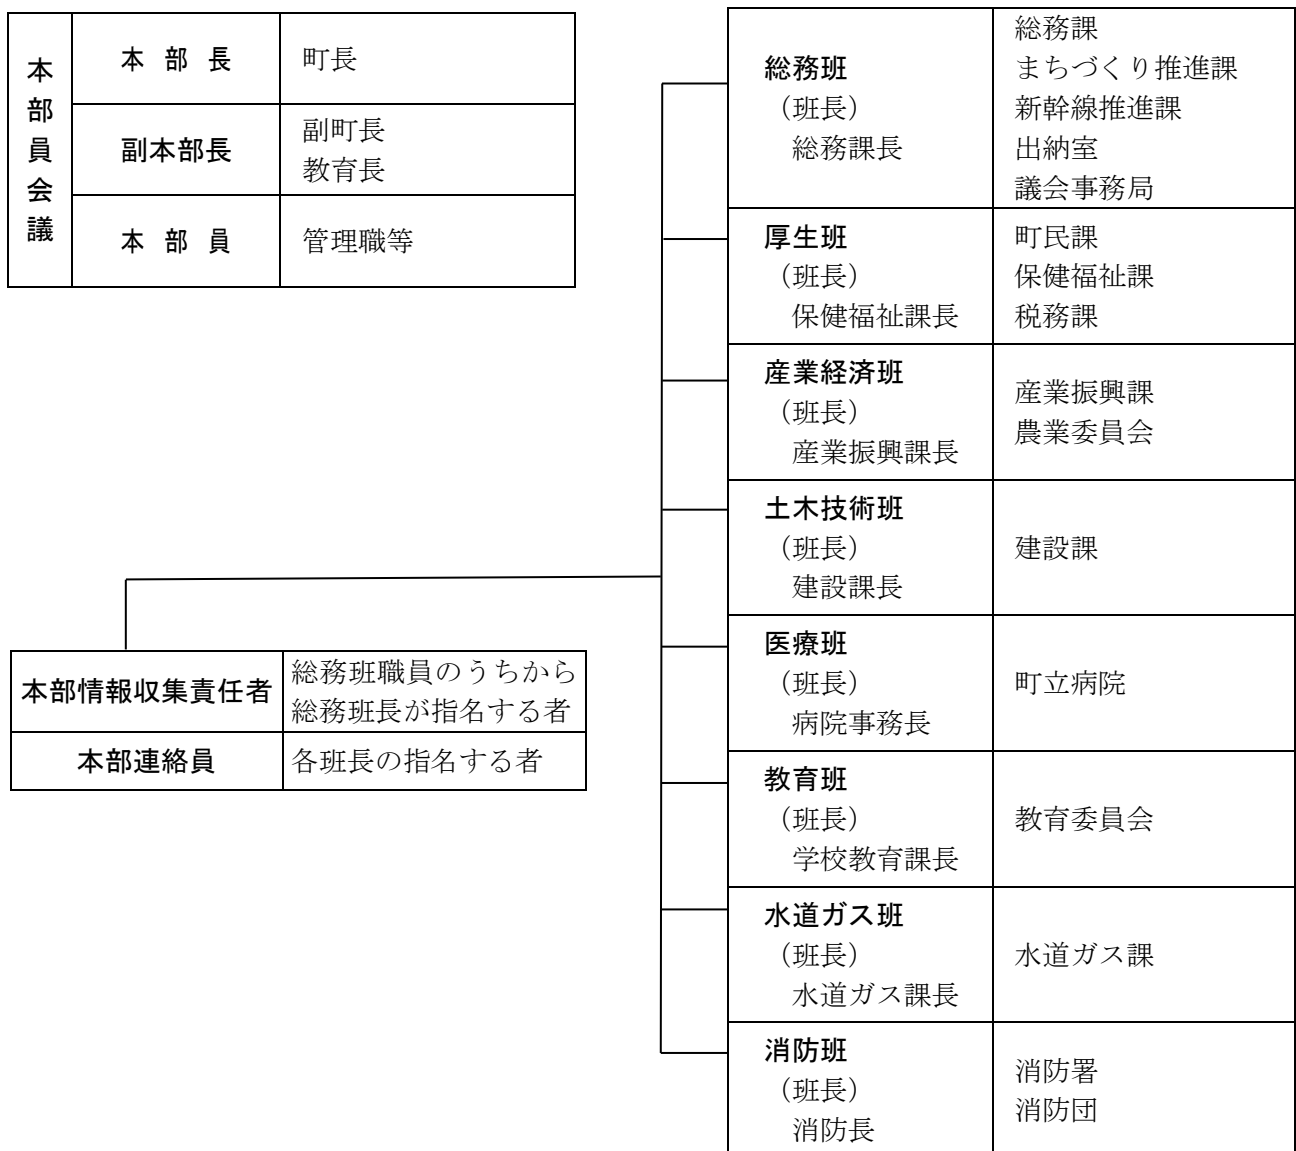 本部員会議
本 部 長
町長
副本部長
副町長
教育長
本 部 員
管理職等
本部情報収集責任者
総務班職員のうちから
総務班長が指名する者
本部連絡員
各班長の指名する者
総務班
（班長）
総務課長
総務課
まちづくり推進課
新幹線推進課
出納室
議会事務局
厚生班
（班長）
保健福祉課長
町民課
保健福祉課
税務課
産業経済班
（班長）
産業振興課長
産業振興課
農業委員会
土木技術班
（班長）
建設課長
建設課
医療班
（班長）
病院事務長
町立病院
教育班
（班長）
学校教育課長
教育委員会
水道ガス班
（班長）
水道ガス課長
水道ガス課
消防班
（班長）
消防長
消防署
消防団